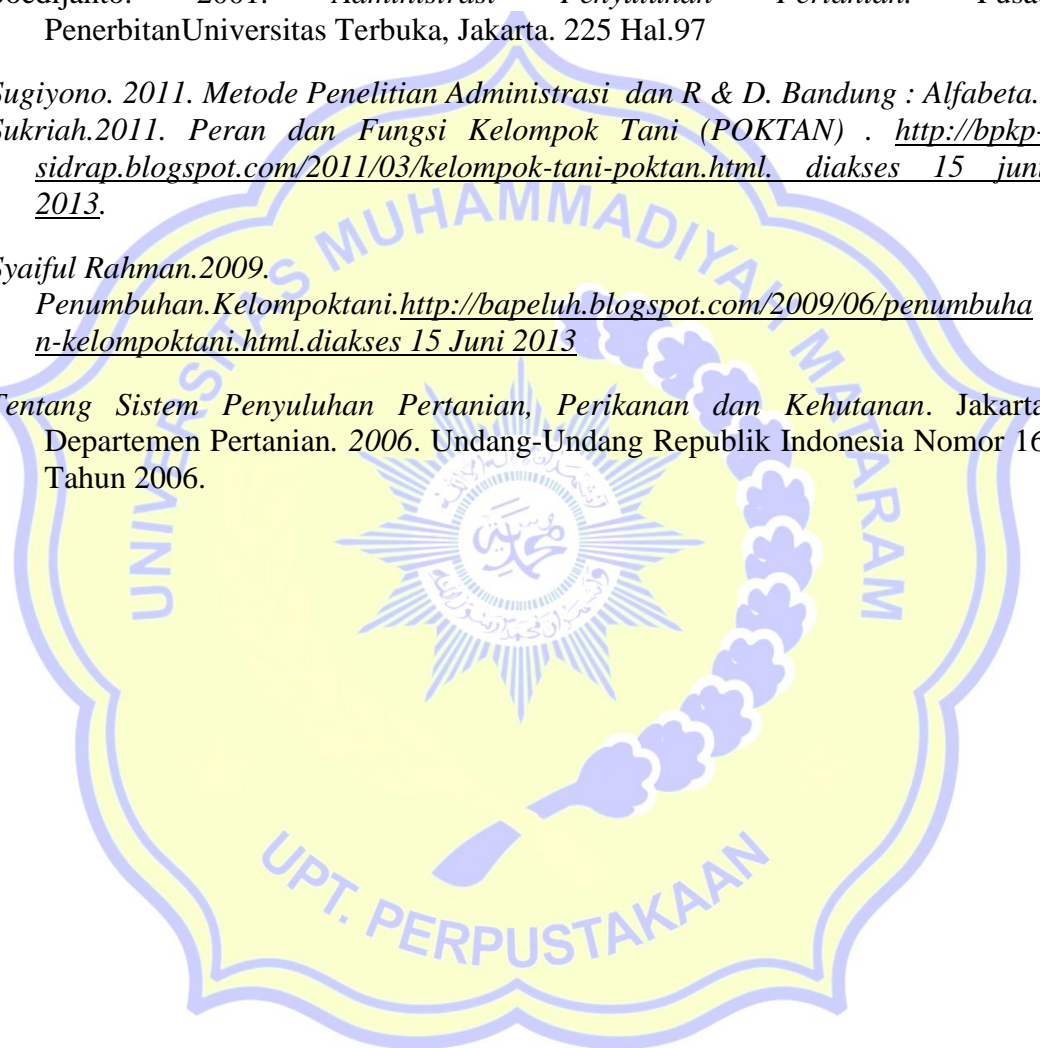 2001. Administrasi Penyuluhan Pertanian.
PenerbitanUniversitas Terbuka, Jakarta. 225 Hal.97
Sugiyono. 2011. Metode Penelitian Administrasi dan R & D. Bandung : Alfabeta.
Sukriah.2011. Peran dan Fungsi Kelompok Tani (POKTAN) . http://bpkp-
sidrap.blogspot.com/2011/03/kelompok-tani-poktan.html. diakses 15 juni
2013.
Syaiful Rahman.2009.
Penumbuhan.Kelompoktani.http://bapeluh.blogspot.com/2009/06/penumbuha
n-kelompoktani.html.diakses 15 Juni 2013
Tentang Sistem Penyuluhan Pertanian, Perikanan dan Kehutanan. Jakarta
Departemen Pertanian. 2006. Undang-Undang Republik Indonesia Nomor 16
Tahun 2006.
UNIVERSITAS MUHAMMADIYAH MATARAM
UPT. PERPUSTAKAAN